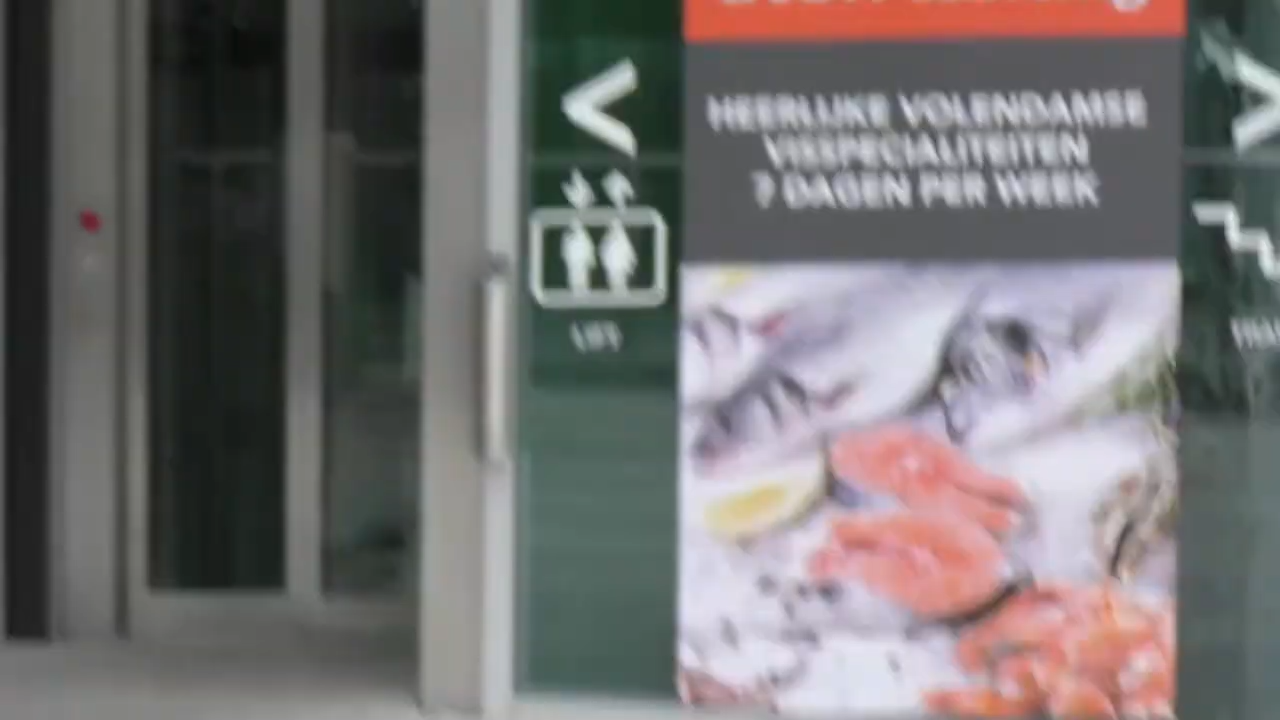 HEERLIJKE VOLENDAMSE
VISSPECIALITEITEN
7 DAGEN PER WEEK
LIFT